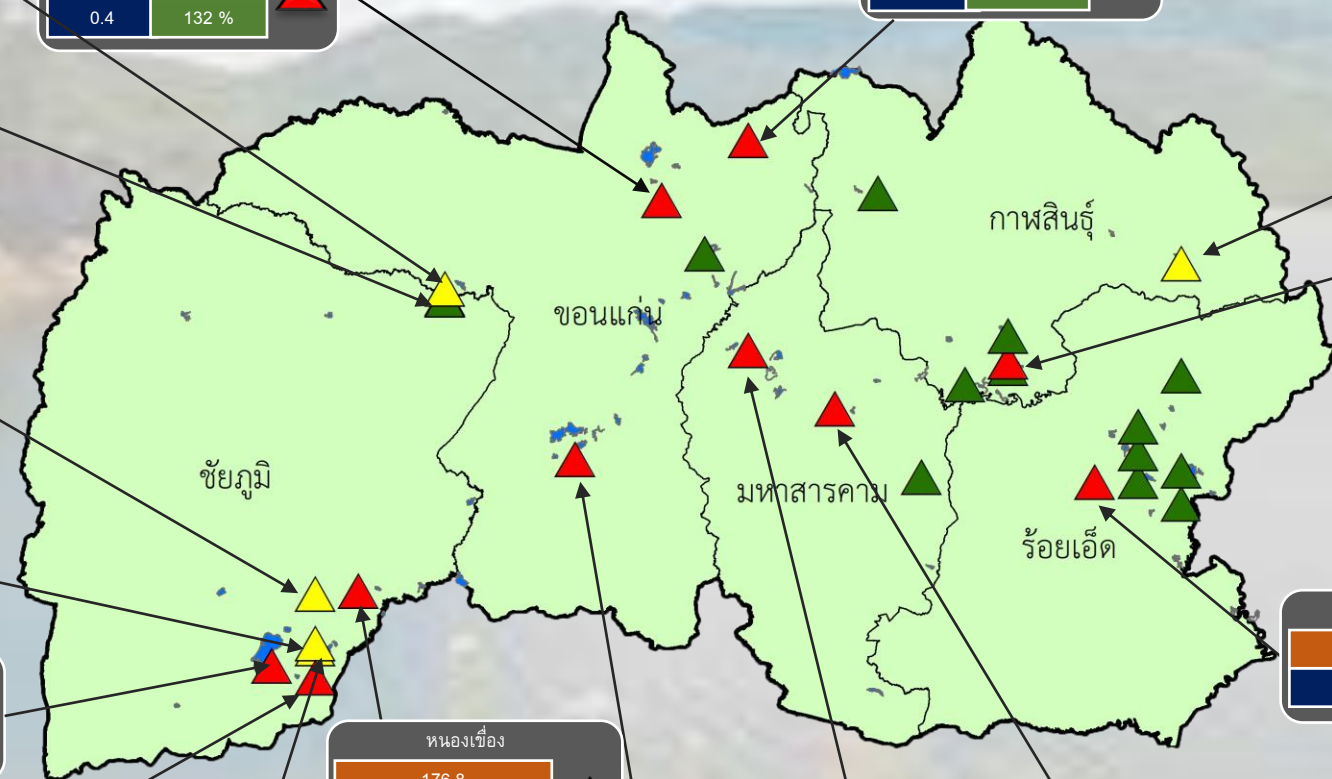 0.4 132 %
กาฬสินธุ์
ขอนแก่น
ชัยภูมิ
มหาสารคาม
ร้อยเอ็ด
หนองเขื่อง